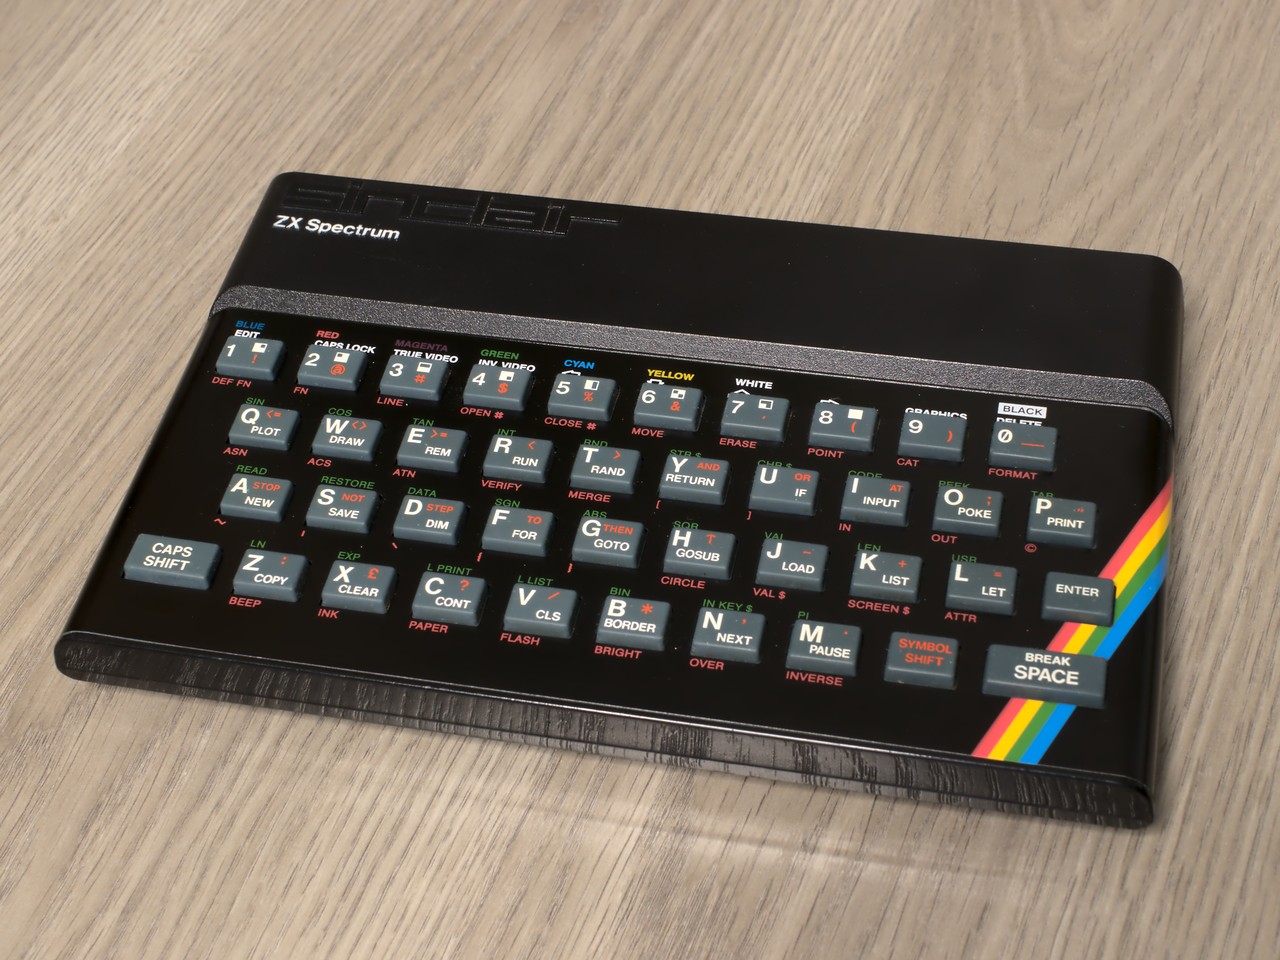 sinclair
ZX Spectrum
BLUE RED MAGENTA GREEN CYAN YELLOW WHITE BLACK
EDIT CAPS LOCK TRUE VIDEO INV. VIDEO GRAPHICS DELETE
1 ! 2 @ 3 # 4 $ 5 % 6 & 7 ' 8 ( 9 ) 0 _
DEF FN FN LINE OPEN # CLOSE # MOVE ERASE POINT CAT FORMAT
SIN COS TAN INT RND STR $ CHR $ CODE PEEK TAB
Q <= PLOT W <> DRAW E >= REM R < RUN T > RAND Y AND RETURN U OR IF I AT INPUT O ; POKE P " PRINT
ASN ACS ATN VERIFY MERGE [ ] IN OUT ©
READ RESTORE DATA SGN ABS SQR VAL LEN USR
A STOP NEW S NOT SAVE D STEP DIM F TO FOR G THEN GOTO H ↑ GOSUB J − LOAD K + LIST L = LET ENTER
~ | \ { } CIRCLE VAL $ SCREEN $ ATTR
LN EXP L PRINT L LIST BIN IN KEY $ PI
CAPS SHIFT Z : COPY X £ CLEAR C ? CONT V / CLS B * BORDER N , NEXT M . PAUSE SYMBOL SHIFT BREAK SPACE
BEEP INK PAPER FLASH BRIGHT OVER INVERSE